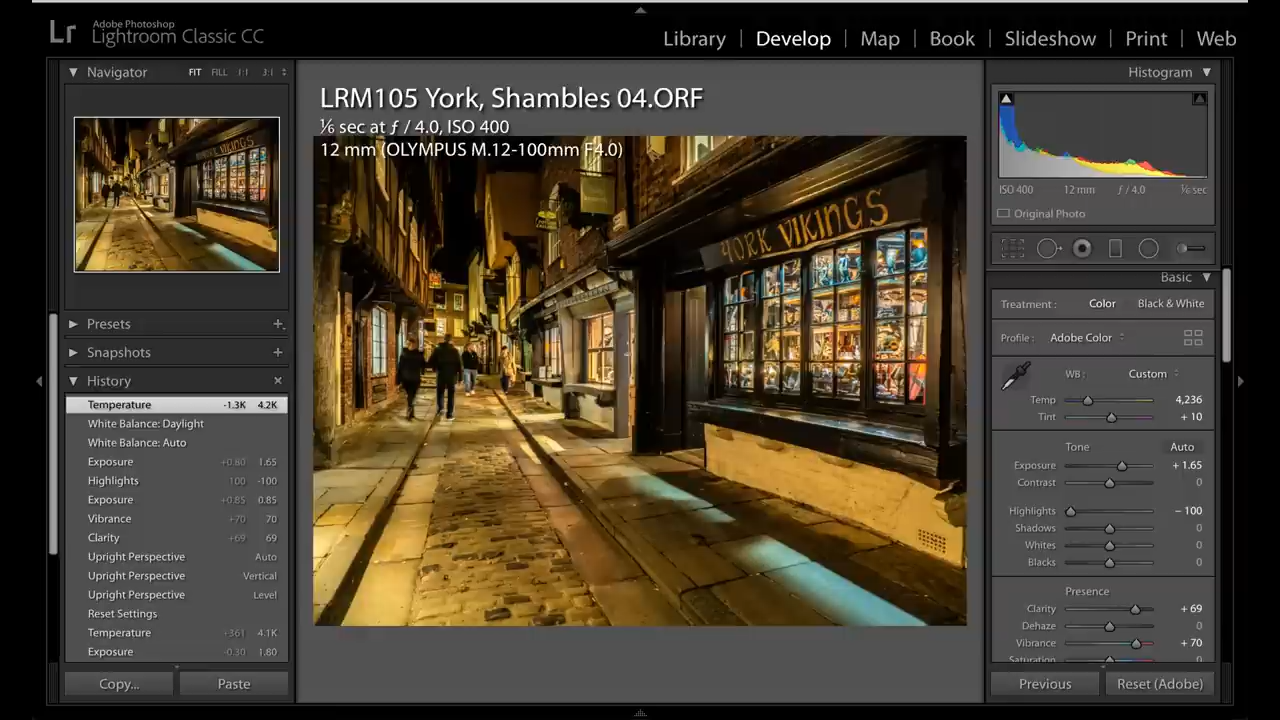 Lr
Adobe Photoshop
Lightroom Classic CC
Library | Develop | Map | Book | Slideshow | Print | Web
Navigator FIT FILL 1:1 3:1
Presets
Snapshots
History
Temperature -1.3K 4.2K
White Balance: Daylight
White Balance: Auto
Exposure +0.80 1.65
Highlights 100 -100
Exposure +0.85 0.85
Vibrance +70 70
Clarity +69 69
Upright Perspective Auto
Upright Perspective Vertical
Upright Perspective Level
Reset Settings
Temperature +361 4.1K
Exposure -0.30 1.80
Copy... Paste
LRM105 York, Shambles 04.ORF
⅙ sec at ƒ / 4.0, ISO 400
12 mm (OLYMPUS M.12-100mm F4.0)
YORK VIKINGS
Histogram
ISO 400 12 mm ƒ / 4.0 ⅙ sec
Original Photo
Basic
Treatment : Color Black & White
Profile : Adobe Color
WB : Custom
Temp 4,236
Tint + 10
Tone Auto
Exposure + 1.65
Contrast 0
Highlights − 100
Shadows 0
Whites 0
Blacks 0
Presence
Clarity + 69
Dehaze 0
Vibrance + 70
Saturation 0
Previous Reset (Adobe)